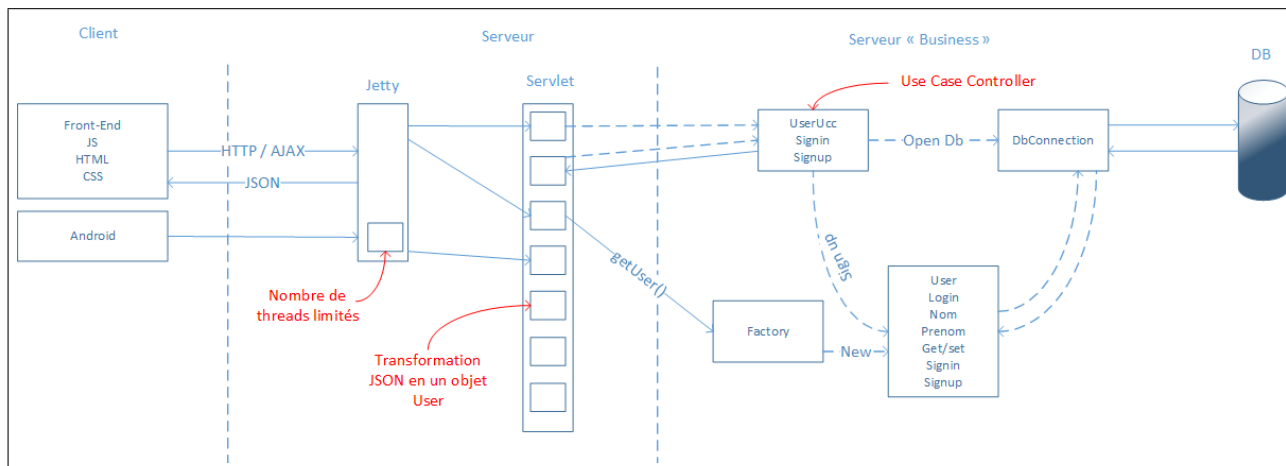 Client
Serveur
Serveur « Business »
DB
Jetty
Servlet
Use Case Controller
Front-End
JS
HTML
CSS
HTTP / AJAX
JSON
UserUcc
Signin
Signup
Open Db
DbConnection
Android
getUser()
Sign up
Nombre de
threads limités
Transformation
JSON en un objet
User
Factory
New
User
Login
Nom
Prenom
Get/set
Signin
Signup